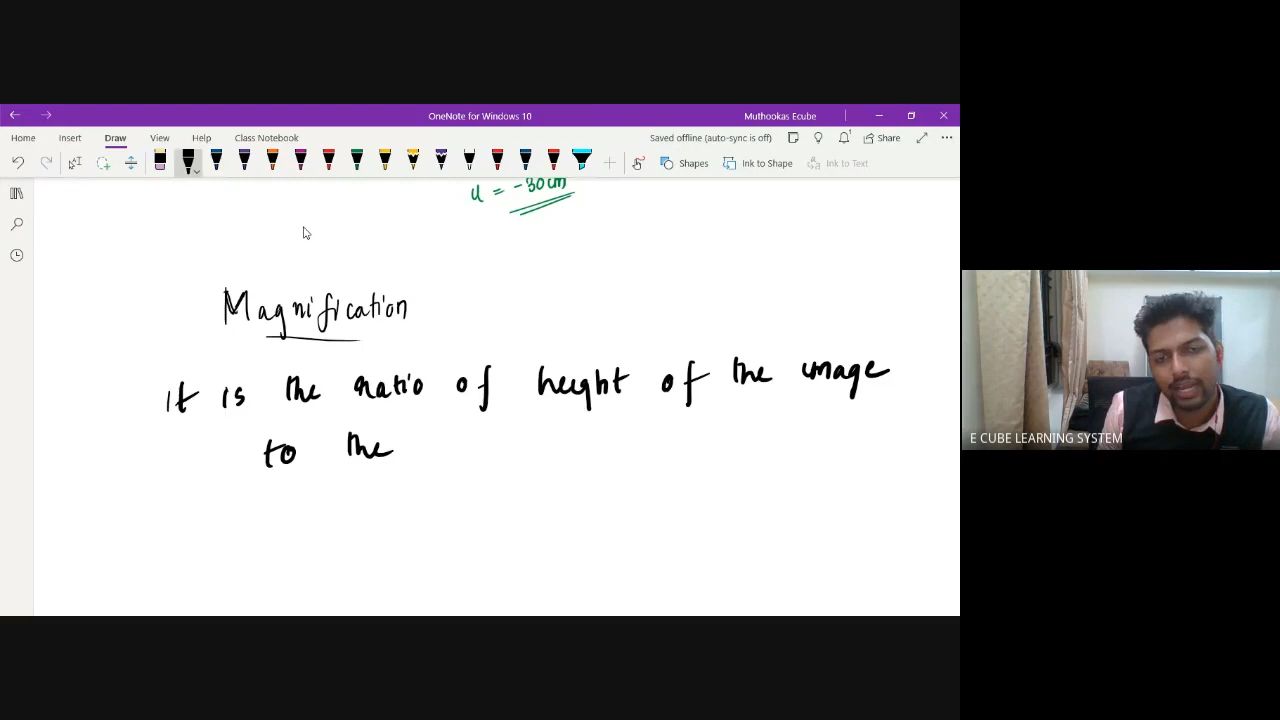 OneNote for Windows 10
Muthookas Ecube
Home Insert Draw View Help Class Notebook
Saved offline (auto-sync is off)
Share
Shapes
Ink to Shape
Ink to Text
u = -30cm
Magnification
It is the ratio of height of the image
to the
E CUBE LEARNING SYSTEM